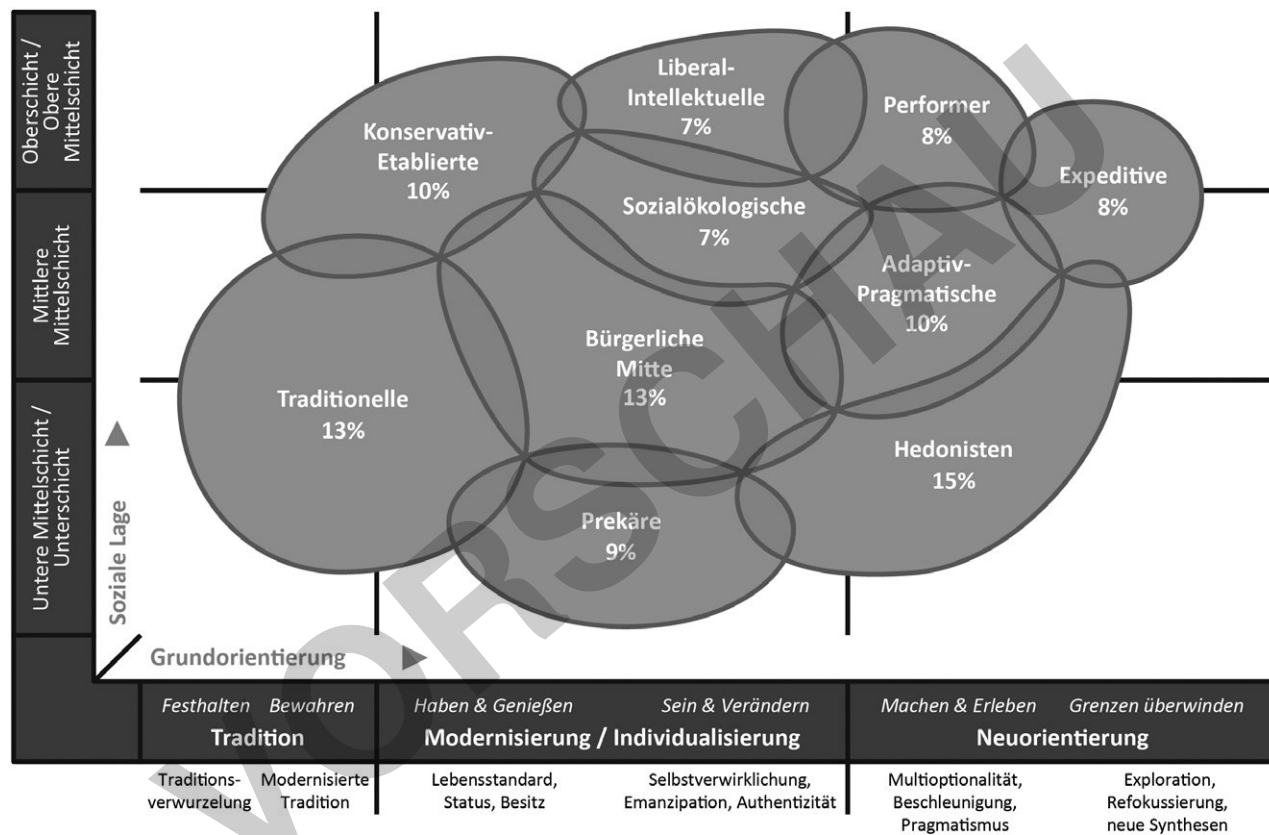 Oberschicht /
Obere
Mittelschicht
Mittlere
Mittelschicht
Untere Mittelschicht /
Unterschicht
Soziale Lage
Konservativ-
Etablierte
10%
Liberal-
Intellektuelle
7%
Performer
8%
Expeditive
8%
Sozialökologische
7%
Adaptiv-
Pragmatische
10%
Bürgerliche
Mitte
13%
Traditionelle
13%
Hedonisten
15%
Prekäre
9%
Grundorientierung
Festhalten
Bewahren
Tradition
Haben & Genießen
Sein & Verändern
Modernisierung / Individualisierung
Machen & Erleben
Grenzen überwinden
Neuorientierung
Traditions-
verwurzelung
Modernisierte
Tradition
Lebensstandard,
Status, Besitz
Selbstverwirklichung,
Emanzipation, Authentizität
Multioptionalität,
Beschleunigung,
Pragmatismus
Exploration,
Refokussierung,
neue Synthesen
VORSCHAU